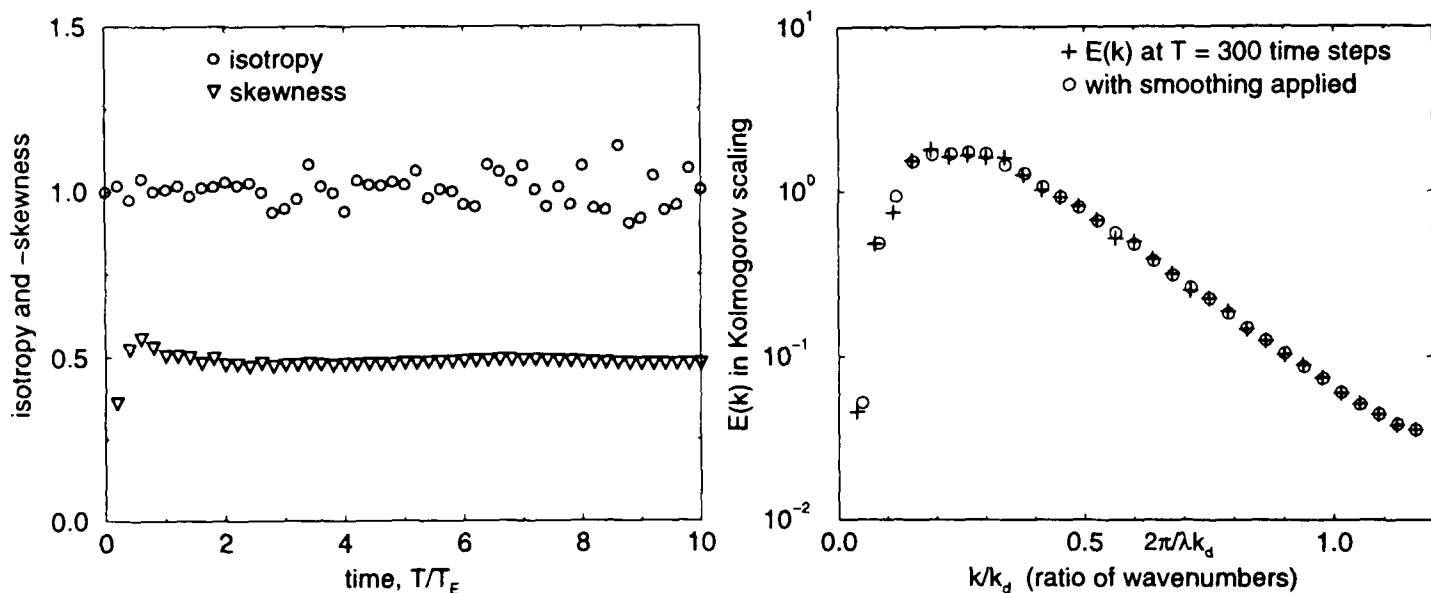 1.5
isotropy
skewness
1.0
0.5
0.0
isotropy and −skewness
0 2 4 6 8 10
time, T/T_E
10^1
+ E(k) at T = 300 time steps
with smoothing applied
10^0
10^−1
10^−2
E(k) in Kolmogorov scaling
0.0 0.5 2π/λk_d 1.0
k/k_d (ratio of wavenumbers)